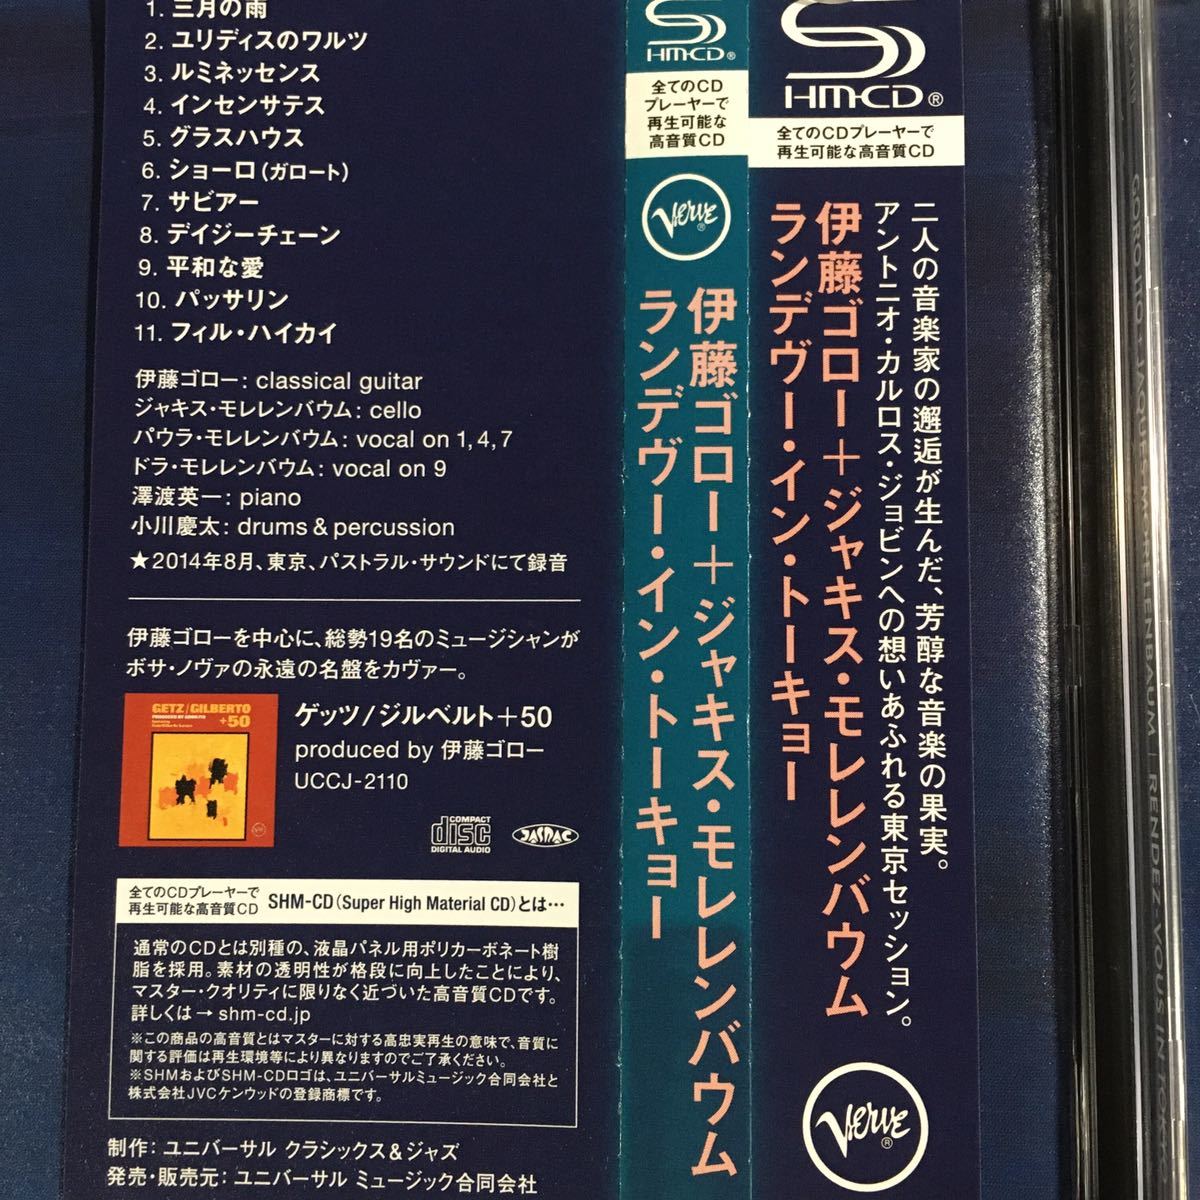 1. 三月の雨
2. ユリディスのワルツ
3. ルミネッセンス
4. インセンサテス
5. グラスハウス
6. ショーロ(ガロート)
7. サビアー
8. デイジーチェーン
9. 平和な愛
10. パッサリン
11. フィル・ハイカイ
伊藤ゴロー: classical guitar
ジャキス・モレレンバウム: cello
パウラ・モレレンバウム: vocal on 1, 4, 7
ドラ・モレレンバウム: vocal on 9
澤渡英一: piano
小川慶太: drums & percussion
★2014年8月、東京、パストラル・サウンドにて録音
伊藤ゴローを中心に、総勢19名のミュージシャンが
ボサ・ノヴァの永遠の名盤をカヴァー。
GETZ/GILBERTO
+50
Verve
ゲッツ/ジルベルト+50
produced by 伊藤ゴロー
UCCJ-2110
COMPACT
disc
DIGITAL AUDIO
JASRAC
全てのCDプレーヤーで
再生可能な高音質CD
SHM-CD(Super High Material CD)とは…
通常のCDとは別種の、液晶パネル用ポリカーボネート樹
脂を採用。素材の透明性が格段に向上したことにより、
マスター・クオリティに限りなく近づいた高音質CDです。
詳しくは→shm-cd.jp
※この商品の高音質とはマスターに対する高忠実再生の意味で、音質に
関する評価は再生環境等により異なりますのでご了承ください。
※SHMおよびSHM-CDロゴは、ユニバーサルミュージック合同会社と
株式会社JVCケンウッドの登録商標です。
制作: ユニバーサル クラシックス&ジャズ
発売・販売元: ユニバーサル ミュージック合同会社
SHM-CD®
全てのCD
プレーヤーで
再生可能な
高音質CD
Verve®
伊藤ゴロー+ジャキス・モレレンバウム
ランデヴー・イン・トーキョー
SHM-CD®
全てのCDプレーヤーで
再生可能な高音質CD
二人の音楽家の邂逅が生んだ、芳醇な音楽の果実。
アントニオ・カルロス・ジョビンへの想いあふれる東京セッション。
伊藤ゴロー+ジャキス・モレレンバウム
ランデヴー・イン・トーキョー
Verve®
GORO ITO + JAQUES MORELENBAUM | RENDEZ-VOUS IN TOKYO